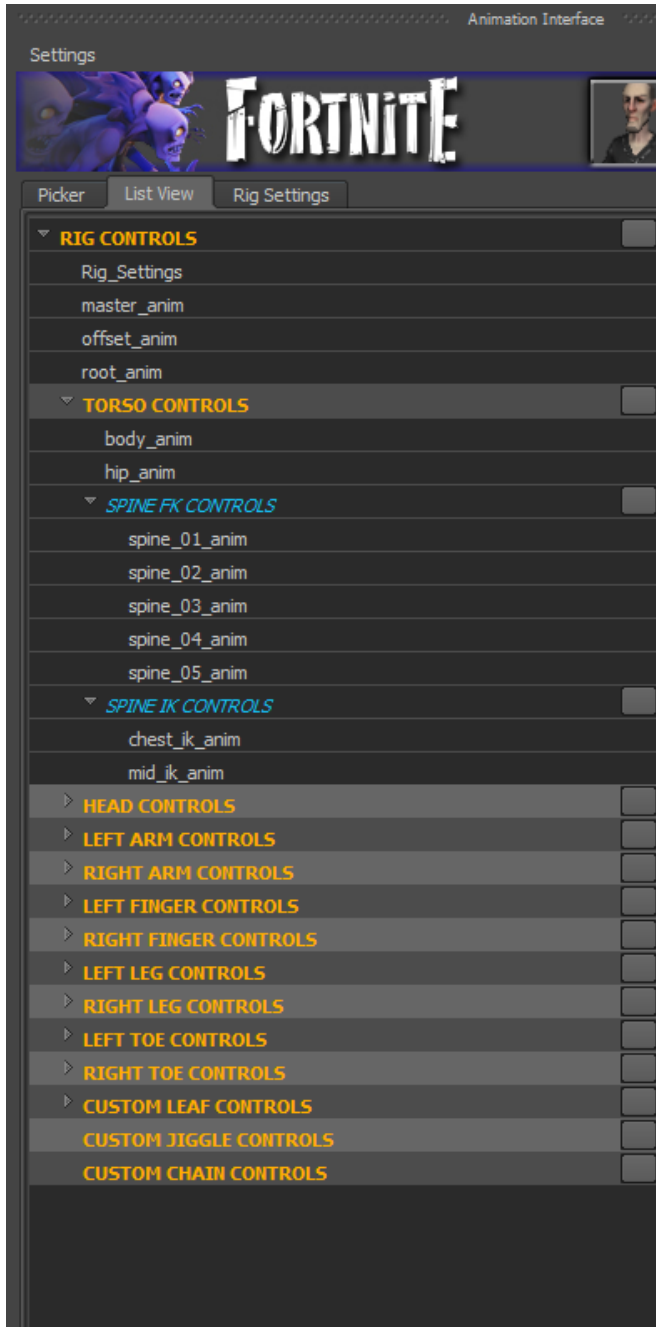 Animation Interface
Settings
FORTNITE
Picker List View Rig Settings
RIG CONTROLS
Rig_Settings
master_anim
offset_anim
root_anim
TORSO CONTROLS
body_anim
hip_anim
SPINE FK CONTROLS
spine_01_anim
spine_02_anim
spine_03_anim
spine_04_anim
spine_05_anim
SPINE IK CONTROLS
chest_ik_anim
mid_ik_anim
HEAD CONTROLS
LEFT ARM CONTROLS
RIGHT ARM CONTROLS
LEFT FINGER CONTROLS
RIGHT FINGER CONTROLS
LEFT LEG CONTROLS
RIGHT LEG CONTROLS
LEFT TOE CONTROLS
RIGHT TOE CONTROLS
CUSTOM LEAF CONTROLS
CUSTOM JIGGLE CONTROLS
CUSTOM CHAIN CONTROLS